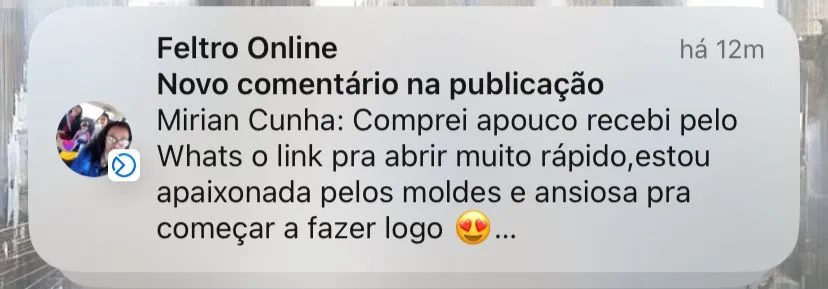 Feltro Online
há 12m
Novo comentário na publicação
Mirian Cunha: Comprei apouco recebi pelo
Whats o link pra abrir muito rápido,estou
apaixonada pelos moldes e ansiosa pra
começar a fazer logo 😍...